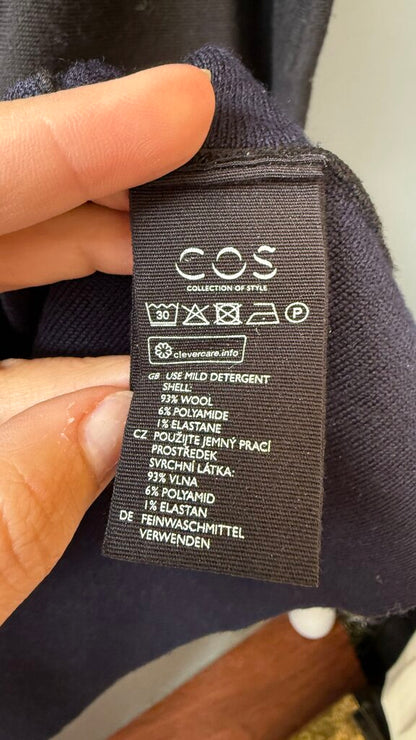 COS
COLLECTION OF STYLE
30 P
clevercare.info
GB USE MILD DETERGENT
SHELL:
93% WOOL
6% POLYAMIDE
1% ELASTANE
CZ POUŽIJTE JEMNÝ PRACÍ
PROSTŘEDEK
SVRCHNÍ LÁTKA:
93% VLNA
6% POLYAMID
1% ELASTAN
DE FEINWASCHMITTEL
VERWENDEN